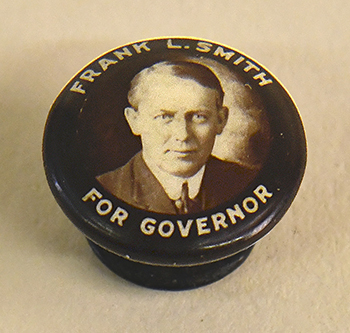 FRANK L. SMITH
FOR GOVERNOR